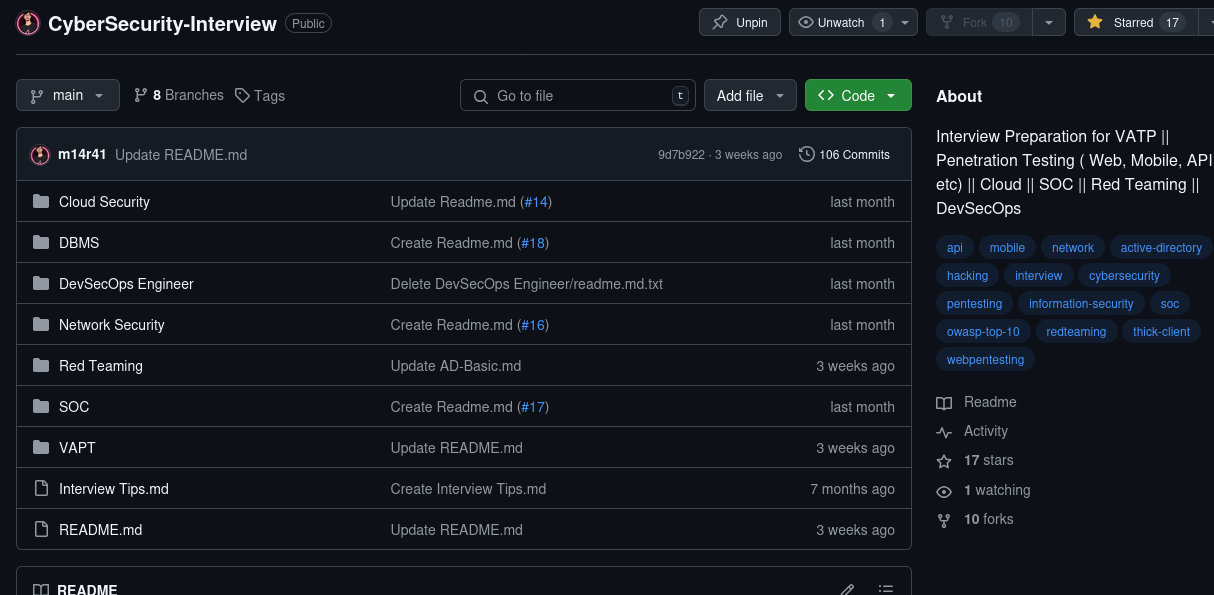 CyberSecurity-Interview Public Unpin Unwatch 1 Fork 10 Starred 17
main 8 Branches Tags Go to file t Add file Code
m14r41 Update README.md 9d7b922 · 3 weeks ago 106 Commits
Cloud Security Update Readme.md (#14) last month
DBMS Create Readme.md (#18) last month
DevSecOps Engineer Delete DevSecOps Engineer/readme.md.txt last month
Network Security Create Readme.md (#16) last month
Red Teaming Update AD-Basic.md 3 weeks ago
SOC Create Readme.md (#17) last month
VAPT Update README.md 3 weeks ago
Interview Tips.md Create Interview Tips.md 7 months ago
README.md Update README.md 3 weeks ago
README
About
Interview Preparation for VATP ||
Penetration Testing ( Web, Mobile, API
etc) || Cloud || SOC || Red Teaming ||
DevSecOps
api mobile network active-directory
hacking interview cybersecurity
pentesting information-security soc
owasp-top-10 redteaming thick-client
webpentesting
Readme
Activity
17 stars
1 watching
10 forks